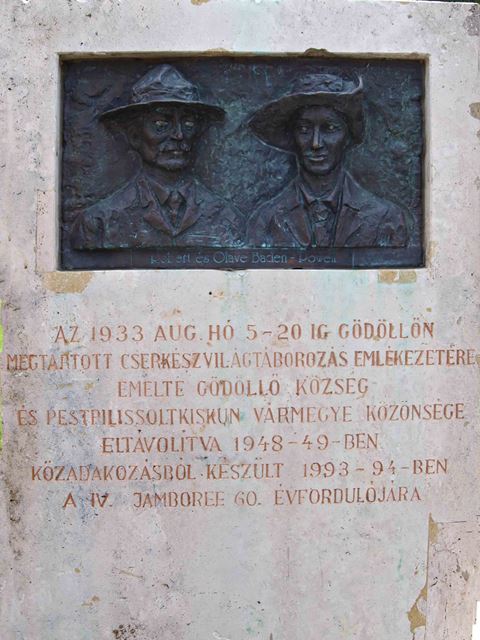 Robert és Olave Baden - Powell
AZ 1933 AUG. HÓ 5-20 IG GÖDÖLLŐN
MEGTARTOTT CSERKÉSZVILÁGTÁBOROZÁS EMLÉKEZETÉRE
EMELTE GÖDÖLLŐ KÖZSÉG
ÉS PESTPILISSOLTKISKUN VÁRMEGYE KÖZÖNSÉGE
ELTÁVOLÍTVA 1948-49-BEN
KÖZADAKOZÁSBÓL KÉSZÜLT 1993-94-BEN
A IV. JAMBOREE 60. ÉVFORDULÓJÁRA